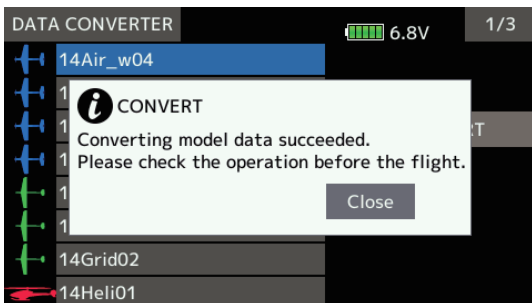 DATA CONVERTER
6.8V
1/3
14Air_w04
CONVERT
Converting model data succeeded.
Please check the operation before the flight.
Close
14Grid02
14Heli01